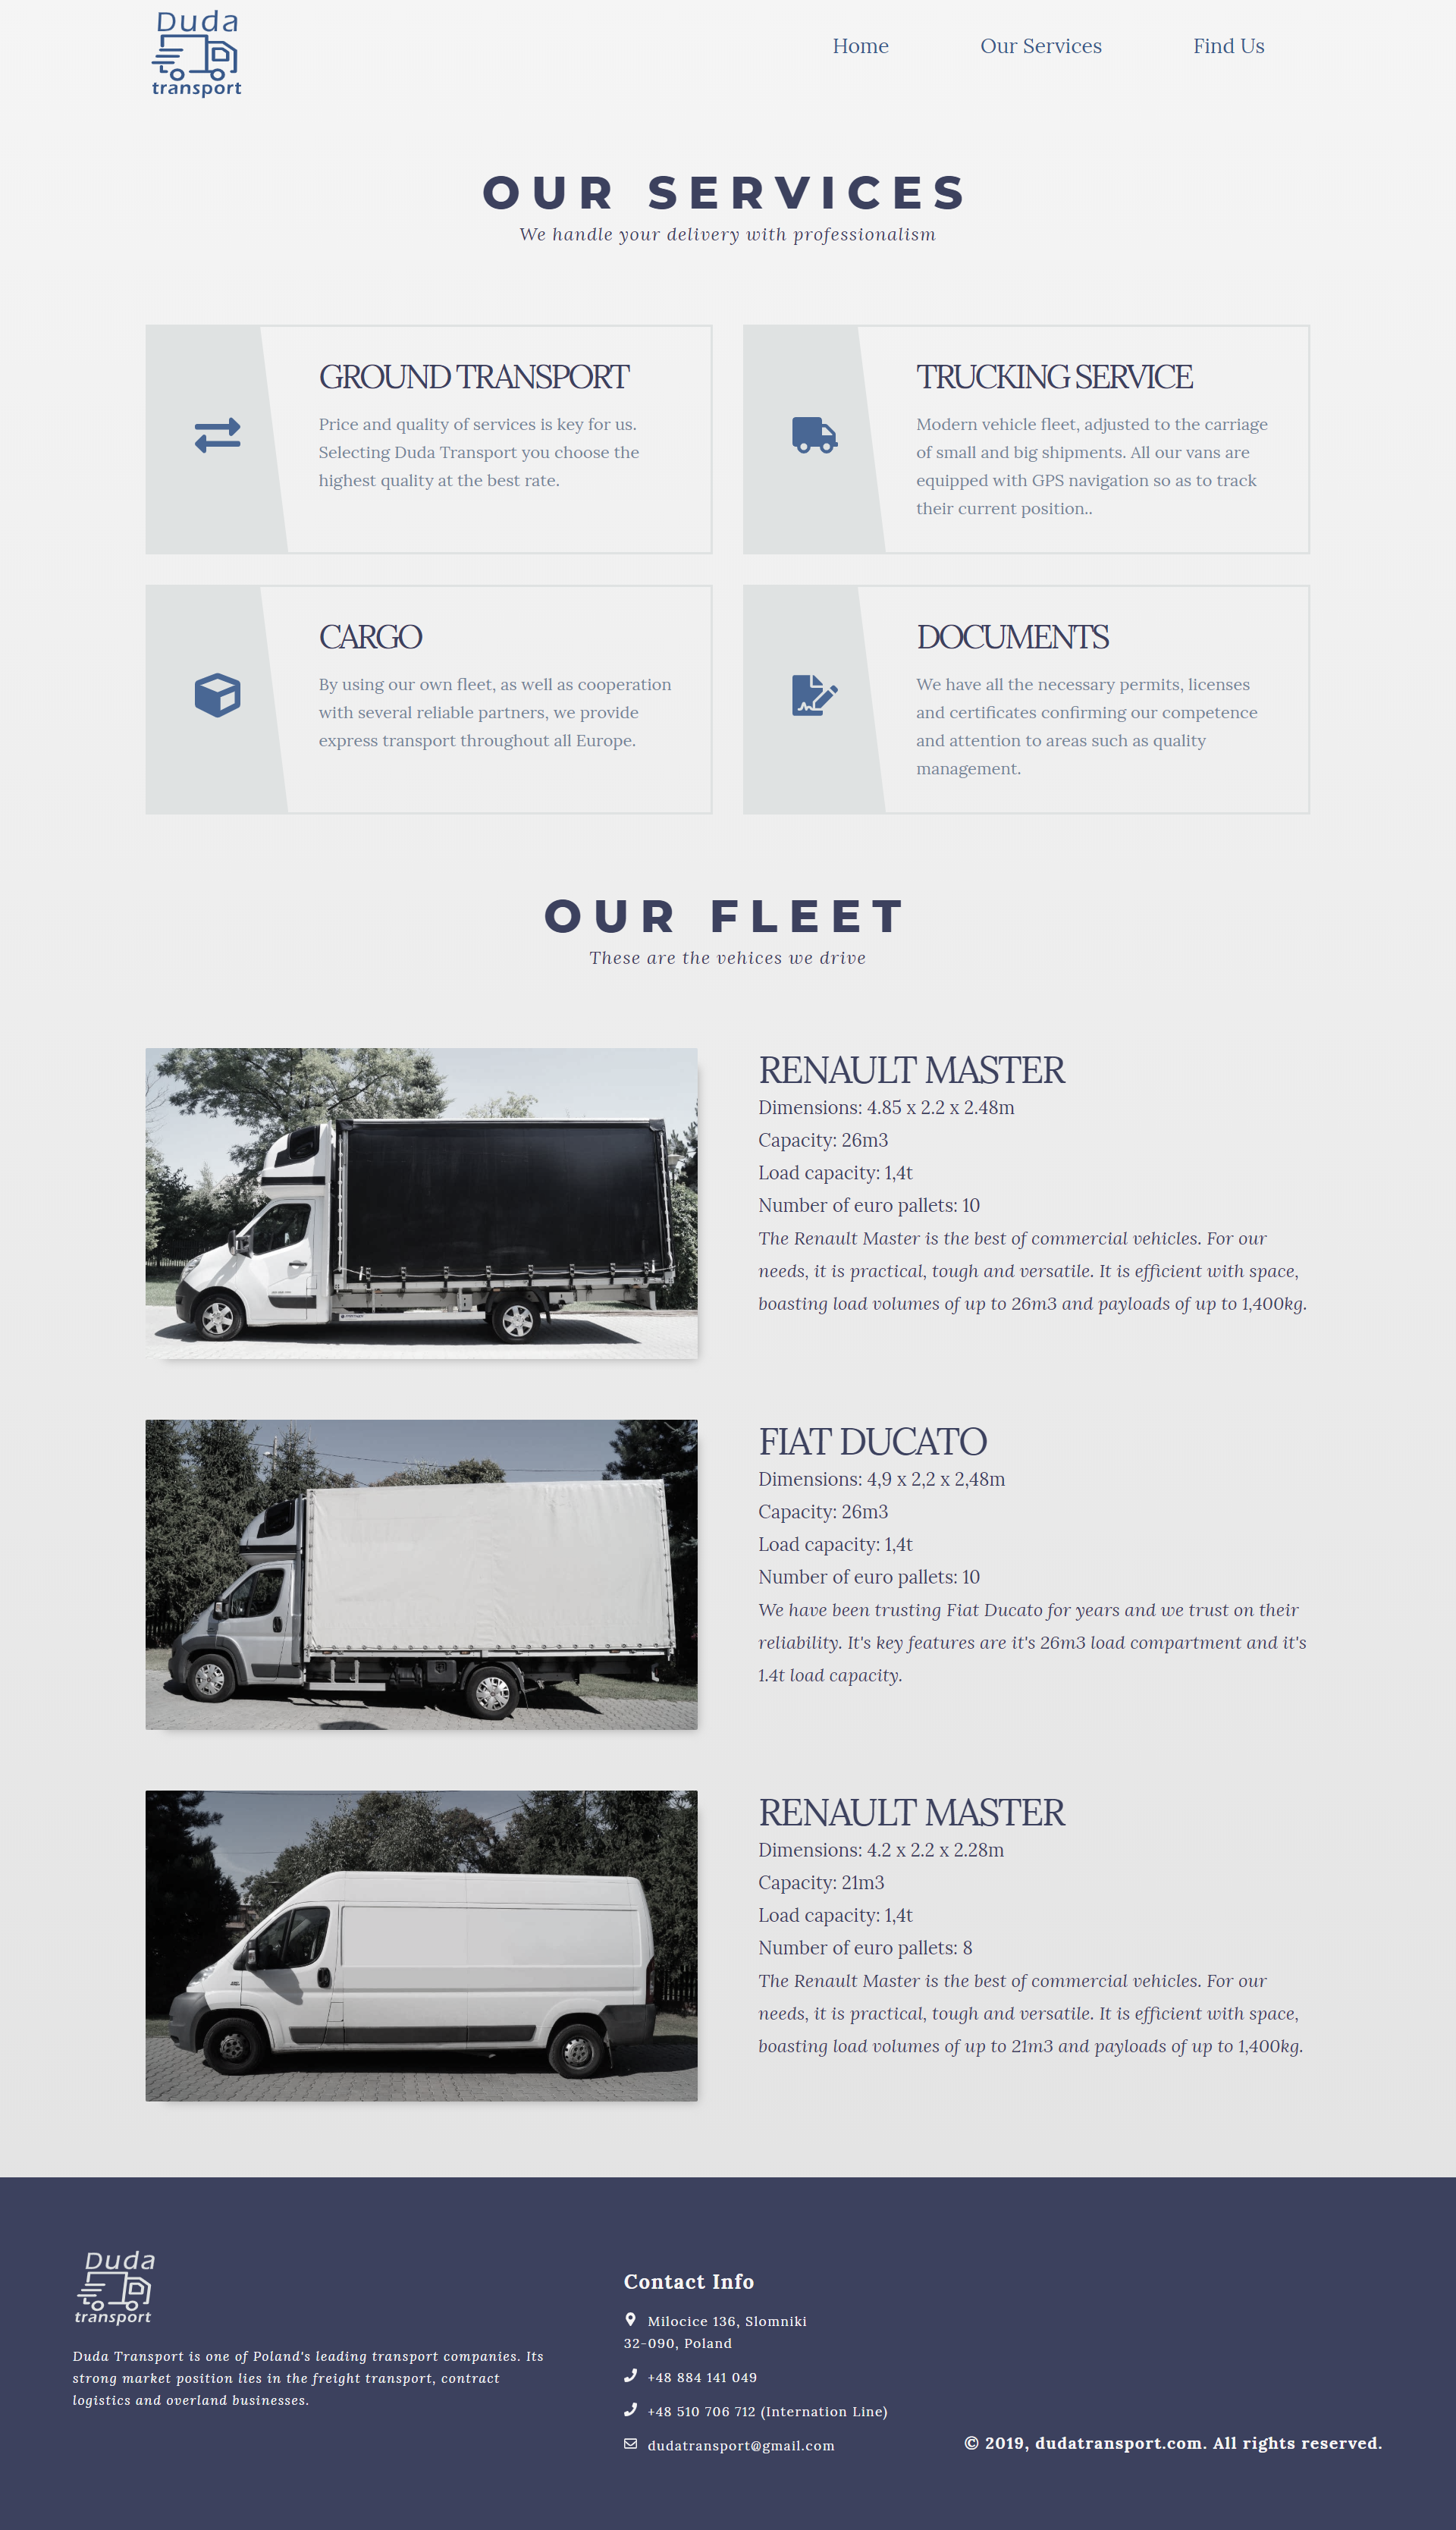 Duda
transport
Home
Our Services
Find Us
OUR SERVICES
We handle your delivery with professionalism
GROUND TRANSPORT
Price and quality of services is key for us.
Selecting Duda Transport you choose the
highest quality at the best rate.
TRUCKING SERVICE
Modern vehicle fleet, adjusted to the carriage
of small and big shipments. All our vans are
equipped with GPS navigation so as to track
their current position..
CARGO
By using our own fleet, as well as cooperation
with several reliable partners, we provide
express transport throughout all Europe.
DOCUMENTS
We have all the necessary permits, licenses
and certificates confirming our competence
and attention to areas such as quality
management.
OUR FLEET
These are the vehices we drive
RENAULT MASTER
Dimensions: 4.85 x 2.2 x 2.48m
Capacity: 26m3
Load capacity: 1,4t
Number of euro pallets: 10
The Renault Master is the best of commercial vehicles. For our
needs, it is practical, tough and versatile. It is efficient with space,
boasting load volumes of up to 26m3 and payloads of up to 1,400kg.
FIAT DUCATO
Dimensions: 4,9 x 2,2 x 2,48m
Capacity: 26m3
Load capacity: 1,4t
Number of euro pallets: 10
We have been trusting Fiat Ducato for years and we trust on their
reliability. It's key features are it's 26m3 load compartment and it's
1.4t load capacity.
RENAULT MASTER
Dimensions: 4.2 x 2.2 x 2.28m
Capacity: 21m3
Load capacity: 1,4t
Number of euro pallets: 8
The Renault Master is the best of commercial vehicles. For our
needs, it is practical, tough and versatile. It is efficient with space,
boasting load volumes of up to 21m3 and payloads of up to 1,400kg.
Duda
transport
Duda Transport is one of Poland's leading transport companies. Its
strong market position lies in the freight transport, contract
logistics and overland businesses.
Contact Info
Milocice 136, Slomniki
32-090, Poland
+48 884 141 049
+48 510 706 712 (Internation Line)
dudatransport@gmail.com
© 2019, dudatransport.com. All rights reserved.